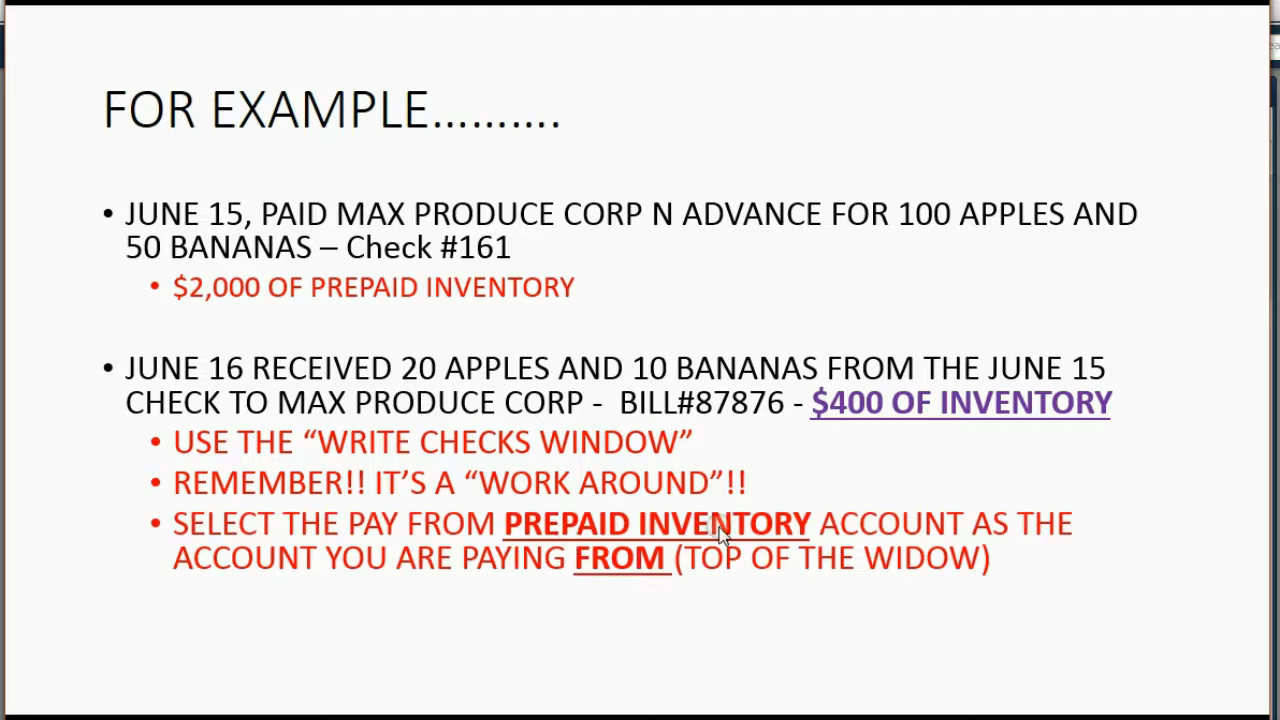 FOR EXAMPLE..........
• JUNE 15, PAID MAX PRODUCE CORP N ADVANCE FOR 100 APPLES AND
50 BANANAS – Check #161
• $2,000 OF PREPAID INVENTORY
• JUNE 16 RECEIVED 20 APPLES AND 10 BANANAS FROM THE JUNE 15
CHECK TO MAX PRODUCE CORP - BILL#87876 - $400 OF INVENTORY
• USE THE “WRITE CHECKS WINDOW”
• REMEMBER!! IT’S A “WORK AROUND”!!
• SELECT THE PAY FROM PREPAID INVENTORY ACCOUNT AS THE
ACCOUNT YOU ARE PAYING FROM (TOP OF THE WIDOW)